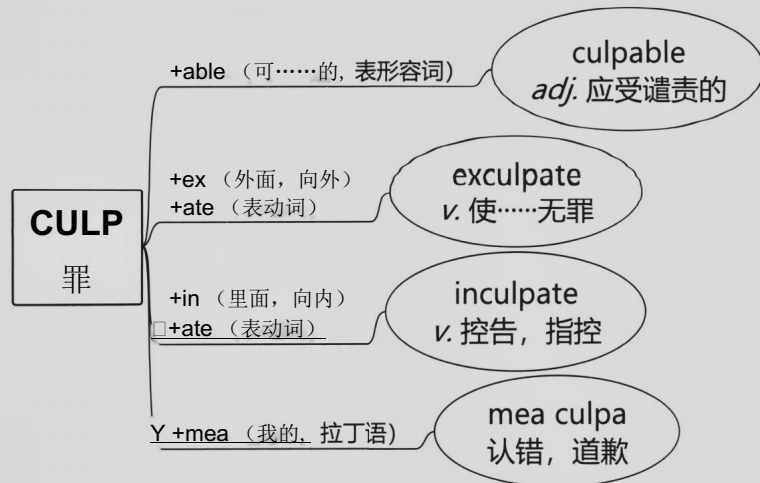 CULP
罪
+able （可……的, 表形容词）
culpable
adj. 应受谴责的
+ex （外面，向外）
+ate （表动词）
exculpate
v. 使……无罪
+in （里面，向内）
□+ate （表动词）
inculpate
v. 控告，指控
Y +mea （我的, 拉丁语）
mea culpa
认错，道歉